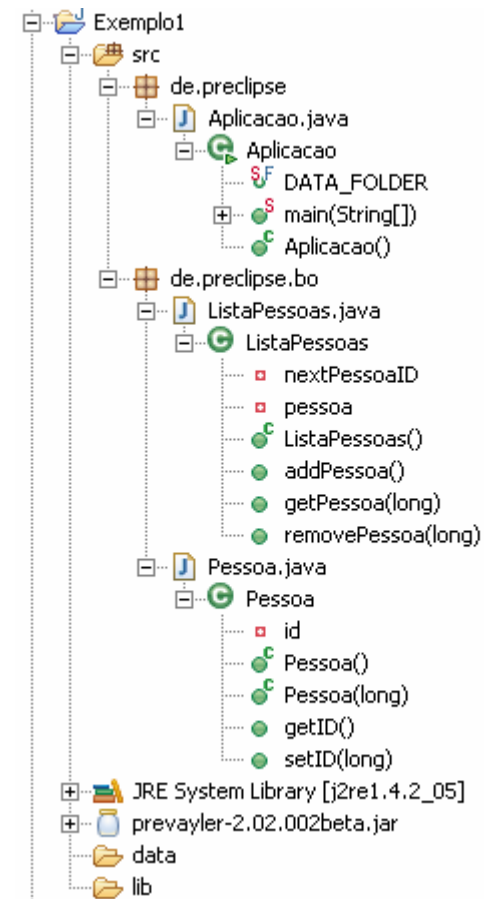 Exemplo1
src
de.preclipse
Aplicacao.java
Aplicacao
DATA_FOLDER
main(String[])
Aplicacao()
de.preclipse.bo
ListaPessoas.java
ListaPessoas
nextPessoaID
pessoa
ListaPessoas()
addPessoa()
getPessoa(long)
removePessoa(long)
Pessoa.java
Pessoa
id
Pessoa()
Pessoa(long)
getID()
setID(long)
JRE System Library [j2re1.4.2_05]
prevayler-2.02.002beta.jar
data
lib